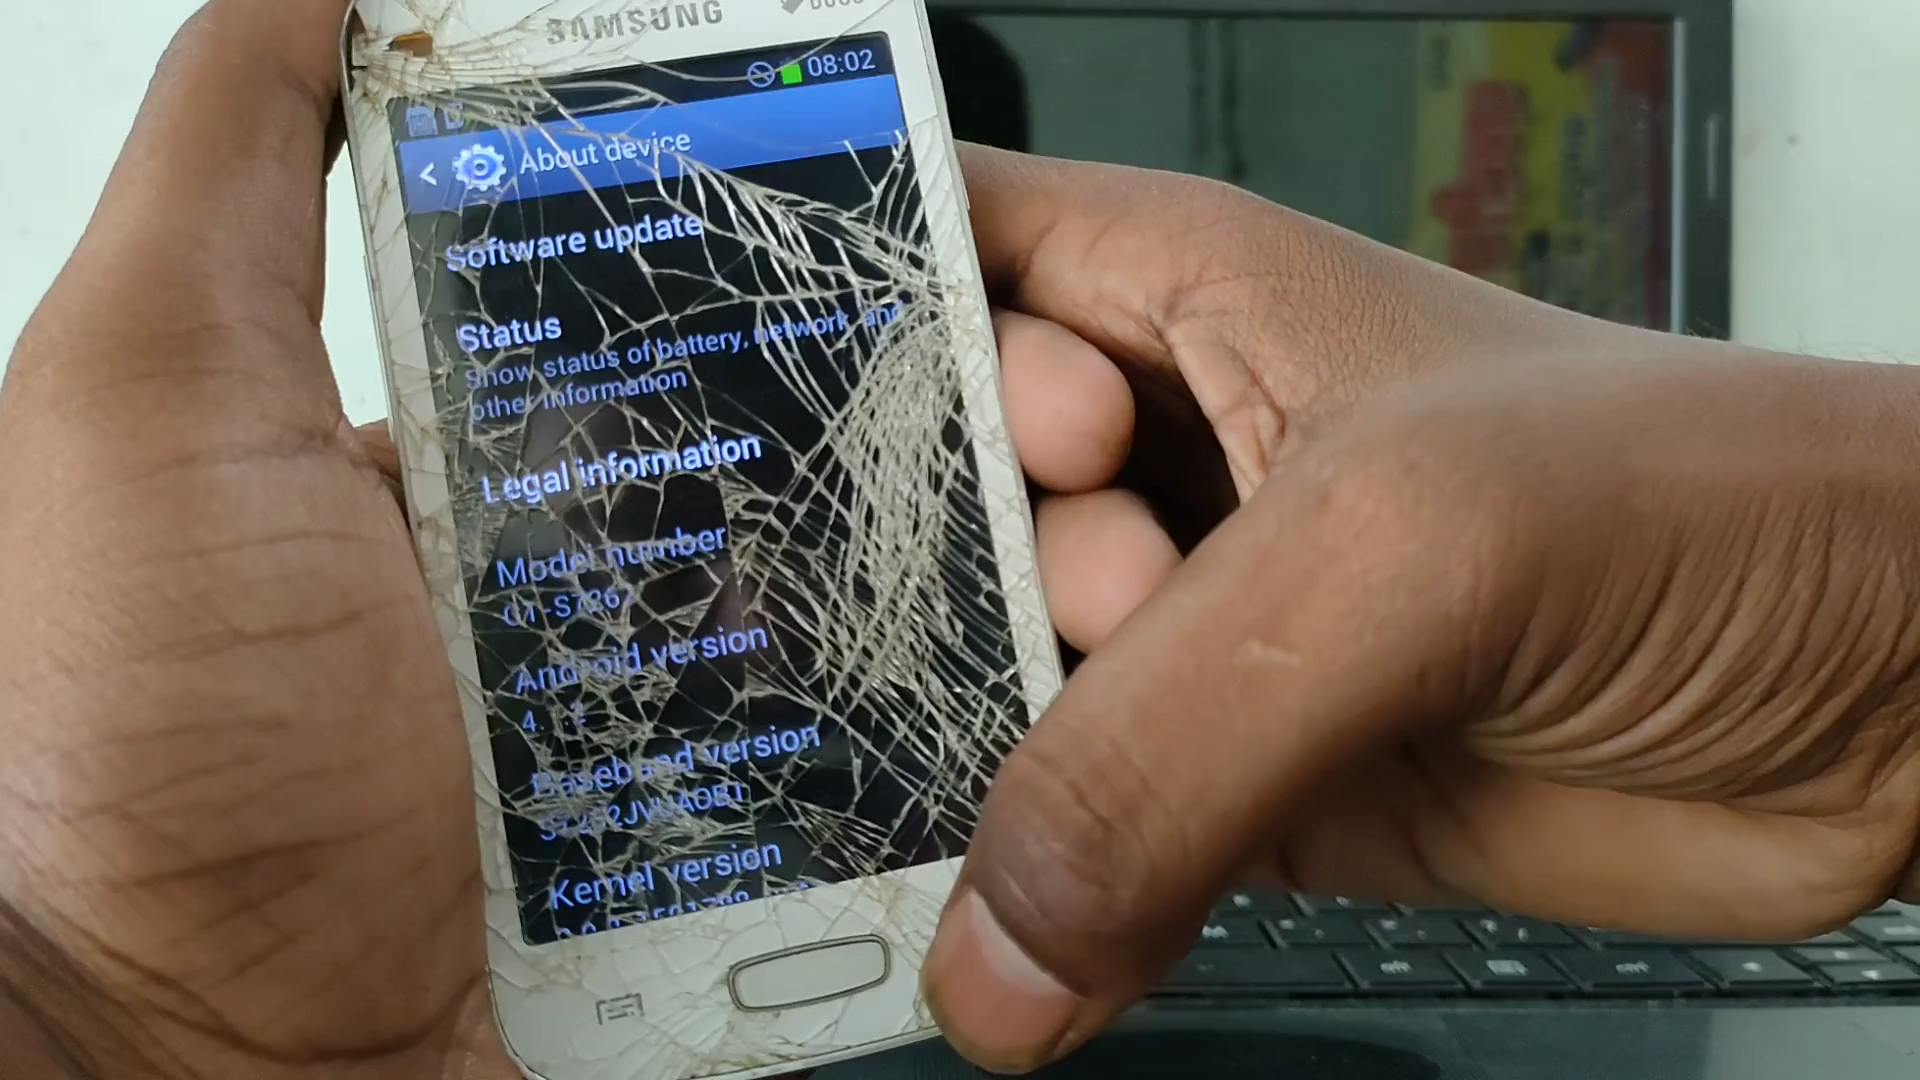 SAMSUNG
08:02
About device
Software update
Status
Show status of battery, network, and
other information
Legal information
Model number
Android version
Baseband version
Kernel version